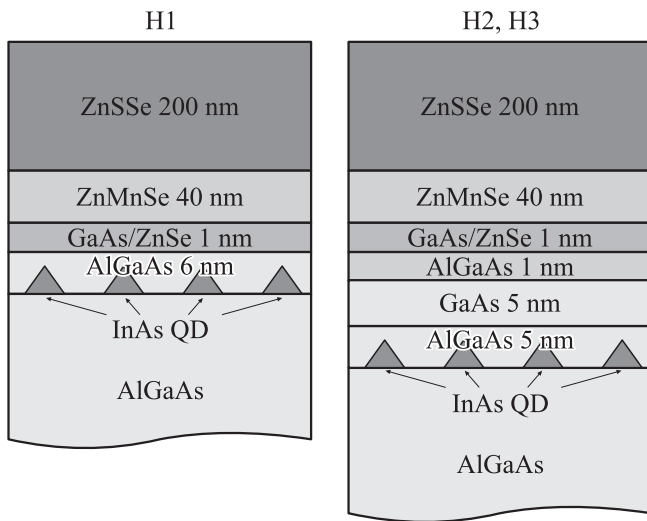 H1
ZnSSe 200 nm
ZnMnSe 40 nm
GaAs/ZnSe 1 nm
AlGaAs 6 nm
InAs QD
AlGaAs
H2, H3
ZnSSe 200 nm
ZnMnSe 40 nm
GaAs/ZnSe 1 nm
AlGaAs 1 nm
GaAs 5 nm
AlGaAs 5 nm
InAs QD
AlGaAs